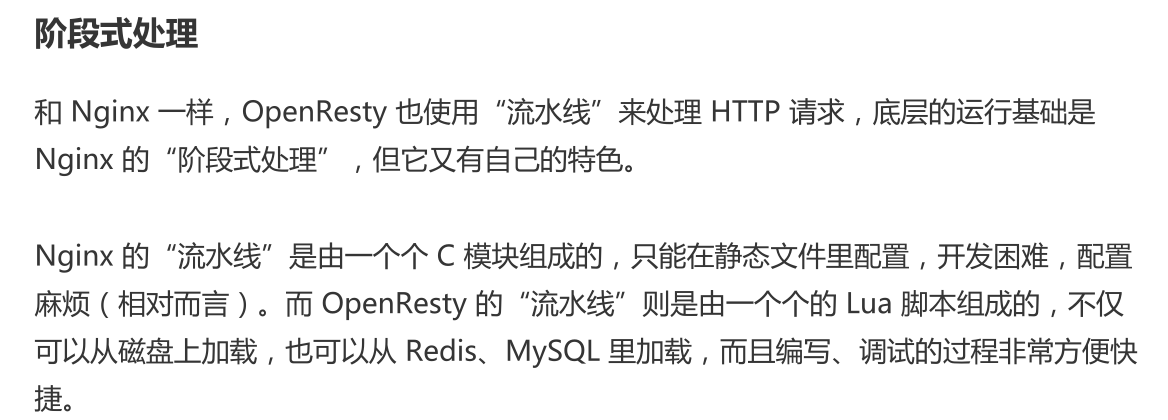 阶段式处理
和 Nginx 一样，OpenResty 也使用“流水线”来处理 HTTP 请求，底层的运行基础是
Nginx 的“阶段式处理”，但它又有自己的特色。
Nginx 的“流水线”是由一个个 C 模块组成的，只能在静态文件里配置，开发困难，配置
麻烦（相对而言）。而 OpenResty 的“流水线”则是由一个个的 Lua 脚本组成的，不仅
可以从磁盘上加载，也可以从 Redis、MySQL 里加载，而且编写、调试的过程非常方便快
捷。